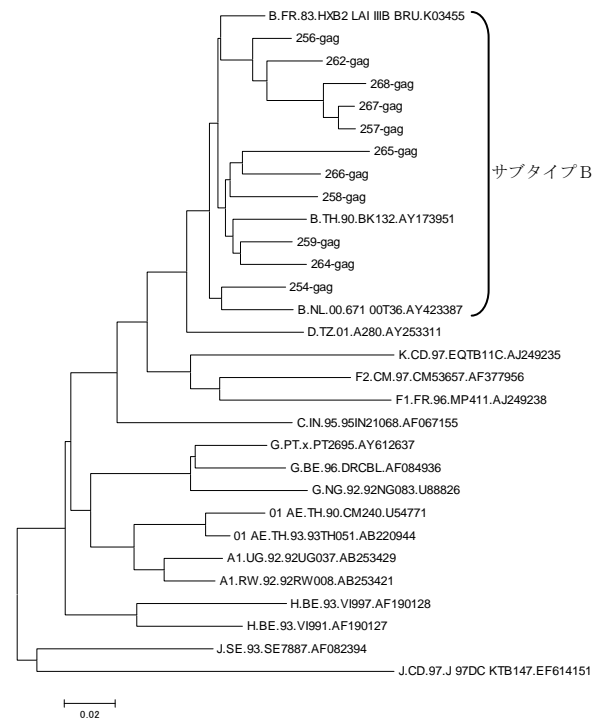 B.FR.83.HXB2 LAI IIIB BRU.K03455
256-gag
262-gag
268-gag
267-gag
257-gag
265-gag
266-gag
258-gag
B.TH.90.BK132.AY173951
259-gag
264-gag
254-gag
B.NL.00.671 00T36.AY423387
サブタイプB
D.TZ.01.A280.AY253311
K.CD.97.EQTB11C.AJ249235
F2.CM.97.CM53657.AF377956
F1.FR.96.MP411.AJ249238
C.IN.95.95IN21068.AF067155
G.PT.x.PT2695.AY612637
G.BE.96.DRCBL.AF084936
G.NG.92.92NG083.U88826
01 AE.TH.90.CM240.U54771
01 AE.TH.93.93TH051.AB220944
A1.UG.92.92UG037.AB253429
A1.RW.92.92RW008.AB253421
H.BE.93.VI997.AF190128
H.BE.93.VI991.AF190127
J.SE.93.SE7887.AF082394
J.CD.97.J 97DC KTB147.EF614151
0.02